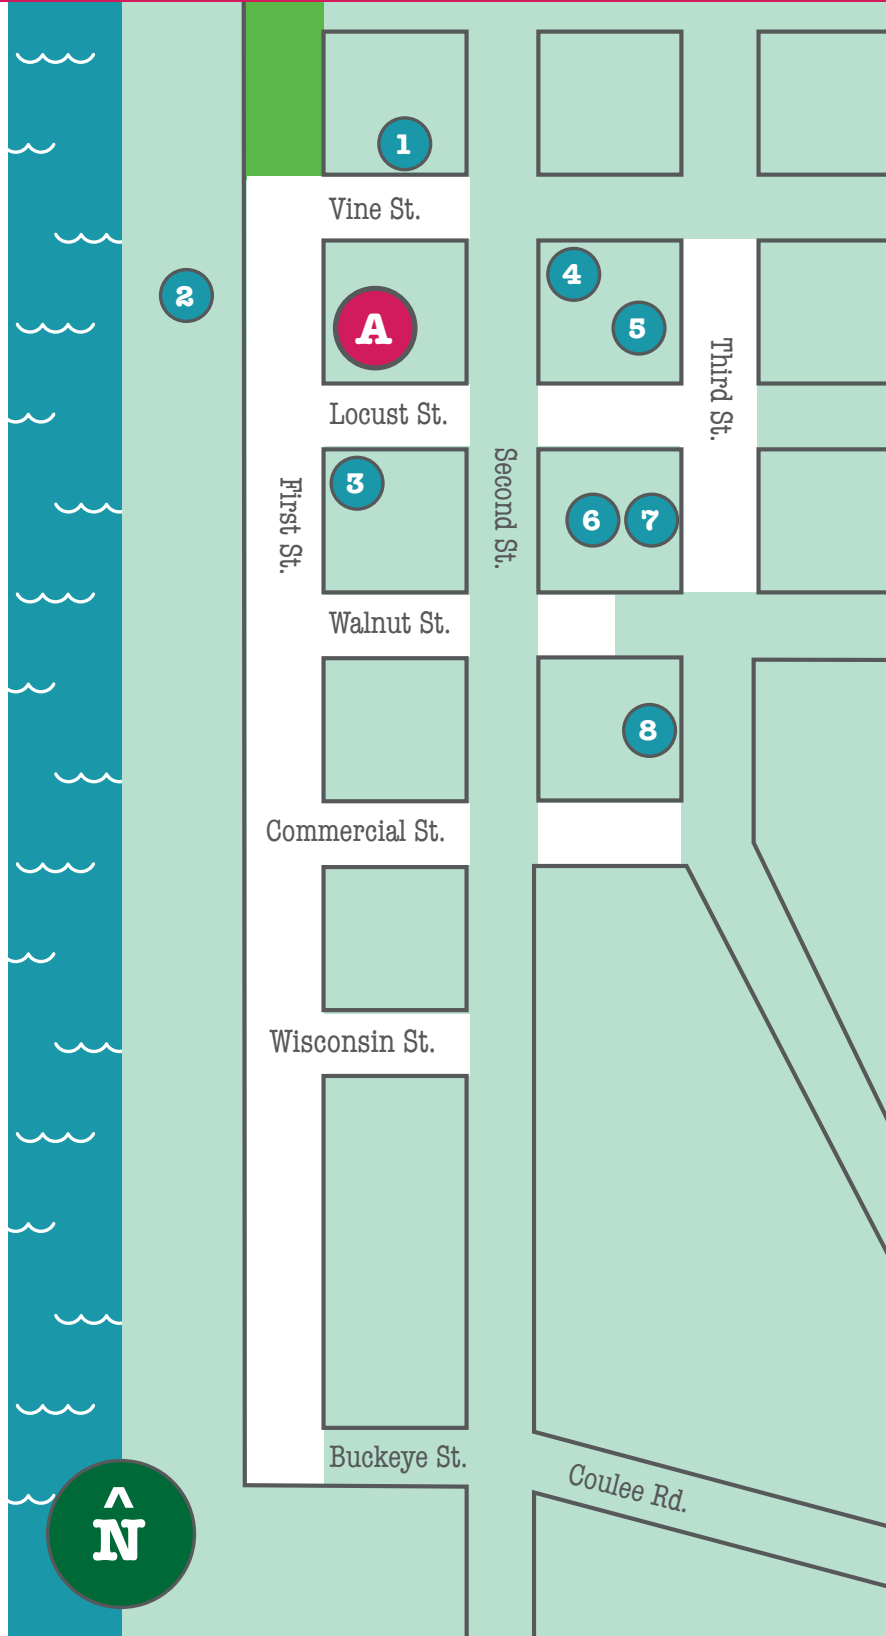 1
Vine St.
2
4
5
A
Third St.
Locust St.
3
First St.
Second St.
6
7
Walnut St.
8
Commercial St.
Wisconsin St.
Buckeye St.
Coulee Rd.
^
N